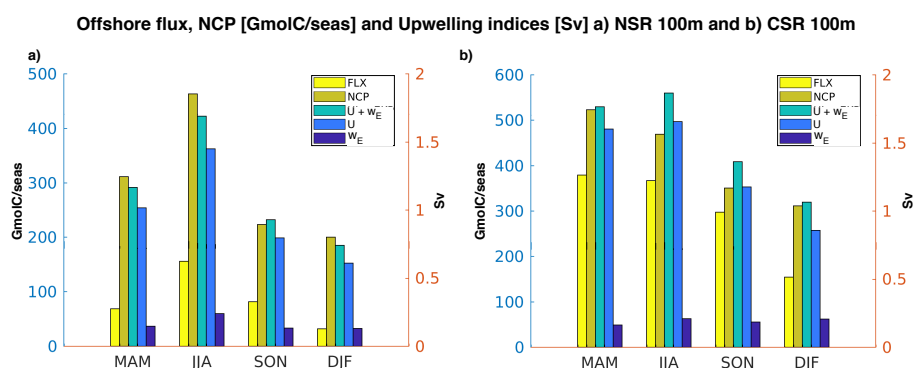 Offshore flux, NCP [GmolC/seas] and Upwelling indices [Sv] a) NSR 100m and b) CSR 100m
a)
500
400
300
200
100
0
GmolC/seas
MAM JJA SON DJF
2
1.5
1
0.5
0
Sv
FLX
NCP
U + wE
U
wE
b)
600
500
400
300
200
100
0
GmolC/seas
MAM JJA SON DJF
2
1.5
1
0.5
0
Sv
FLX
NCP
U + wE
U
wE